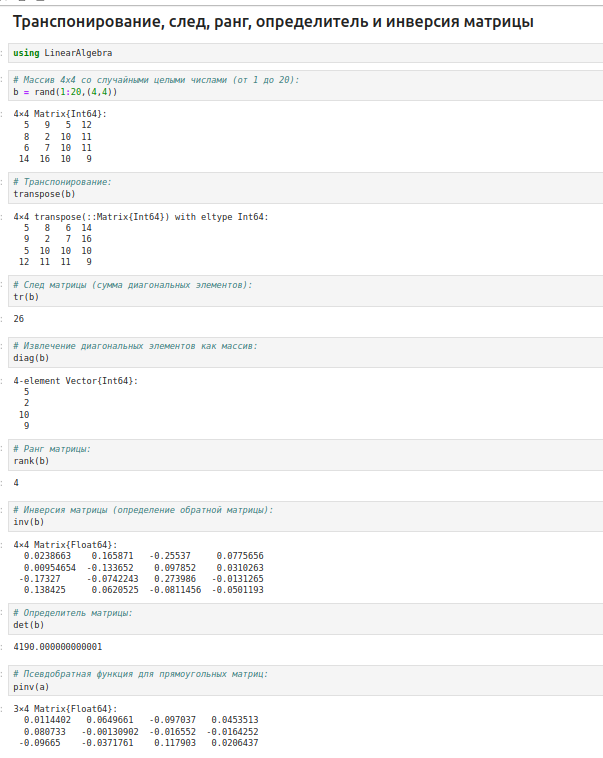 Транспонирование, след, ранг, определитель и инверсия матрицы
using LinearAlgebra
# Массив 4x4 со случайными целыми числами (от 1 до 20):
b = rand(1:20,(4,4))
4×4 Matrix{Int64}:
5 9 5 12
8 2 10 11
6 7 10 11
14 16 10 9
# Транспонирование:
transpose(b)
4×4 transpose(::Matrix{Int64}) with eltype Int64:
5 8 6 14
9 2 7 16
5 10 10 10
12 11 11 9
# След матрицы (сумма диагональных элементов):
tr(b)
26
# Извлечение диагональных элементов как массив:
diag(b)
4-element Vector{Int64}:
5
2
10
9
# Ранг матрицы:
rank(b)
4
# Инверсия матрицы (определение обратной матрицы):
inv(b)
4×4 Matrix{Float64}:
0.0238663 0.165871 -0.25537 0.0775656
0.00954654 -0.133652 0.097852 0.0310263
-0.17327 -0.0742243 0.273986 -0.0131265
0.138425 0.0620525 -0.0811456 -0.0501193
# Определитель матрицы:
det(b)
4190.000000000001
# Псевдобратная функция для прямоугольных матриц:
pinv(a)
3×4 Matrix{Float64}:
0.0114402 0.0649661 -0.097037 0.0453513
0.080733 -0.00130902 -0.016552 -0.0164252
-0.09665 -0.0371761 0.117903 0.0206437